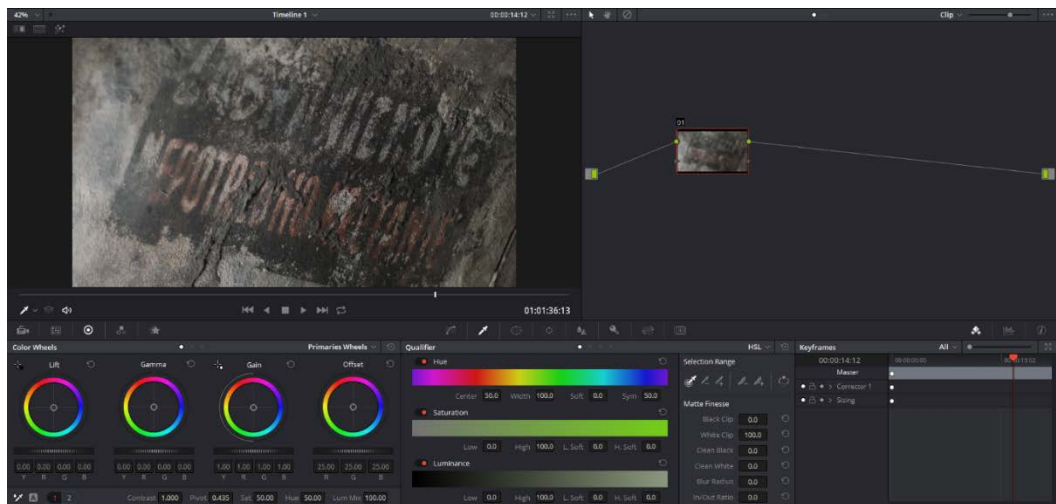 42%
Timeline 1
00:00:14:12
Clip
01
01:01:36:13
Color Wheels
Primaries Wheels
Lift
Gamma
Gain
Offset
0.00 0.00 0.00 0.00
0.00 0.00 0.00 0.00
1.00 1.00 1.00 1.00
25.00 25.00 25.00
Y R G B
Y R G B
Y R G B
R G B
A 1 2
Contrast 1.000 Pivot 0.435 Sat 50.00 Hue 50.00 Lum Mix 100.00
Qualifier
HSL
Hue
Center 50.0 Width 100.0 Soft 0.0 Sym 50.0
Saturation
Low 0.0 High 100.0 L. Soft 0.0 H. Soft 0.0
Luminance
Low 0.0 High 100.0 L. Soft 0.0 H. Soft 0.0
Selection Range
Matte Finesse
Black Clip 0.0
White Clip 100.0
Clean Black 0.0
Clean White 0.0
Blur Radius 0.0
In/Out Ratio 0.0
Keyframes
All
00:00:14:12
00:00:00:00
Master
Corrector 1
Sizing